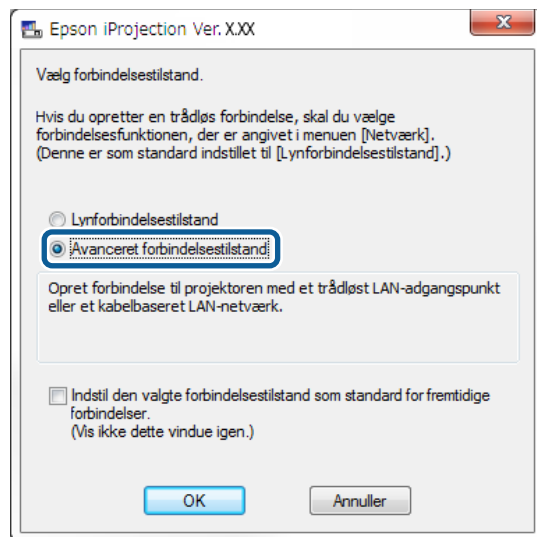 Epson iProjection Ver. X.XX
Vælg forbindelsestilstand.
Hvis du opretter en trådløs forbindelse, skal du vælge
forbindelsesfunktionen, der er angivet i menuen [Netværk].
(Denne er som standard indstillet til [Lynforbindelsestilstand].)
Lynforbindelsestilstand
Avanceret forbindelsestilstand
Opret forbindelse til projektoren med et trådløst LAN-adgangspunkt
eller et kabelbaseret LAN-netværk.
Indstil den valgte forbindelsestilstand som standard for fremtidige
forbindelser.
(Vis ikke dette vindue igen.)
OK Annuller